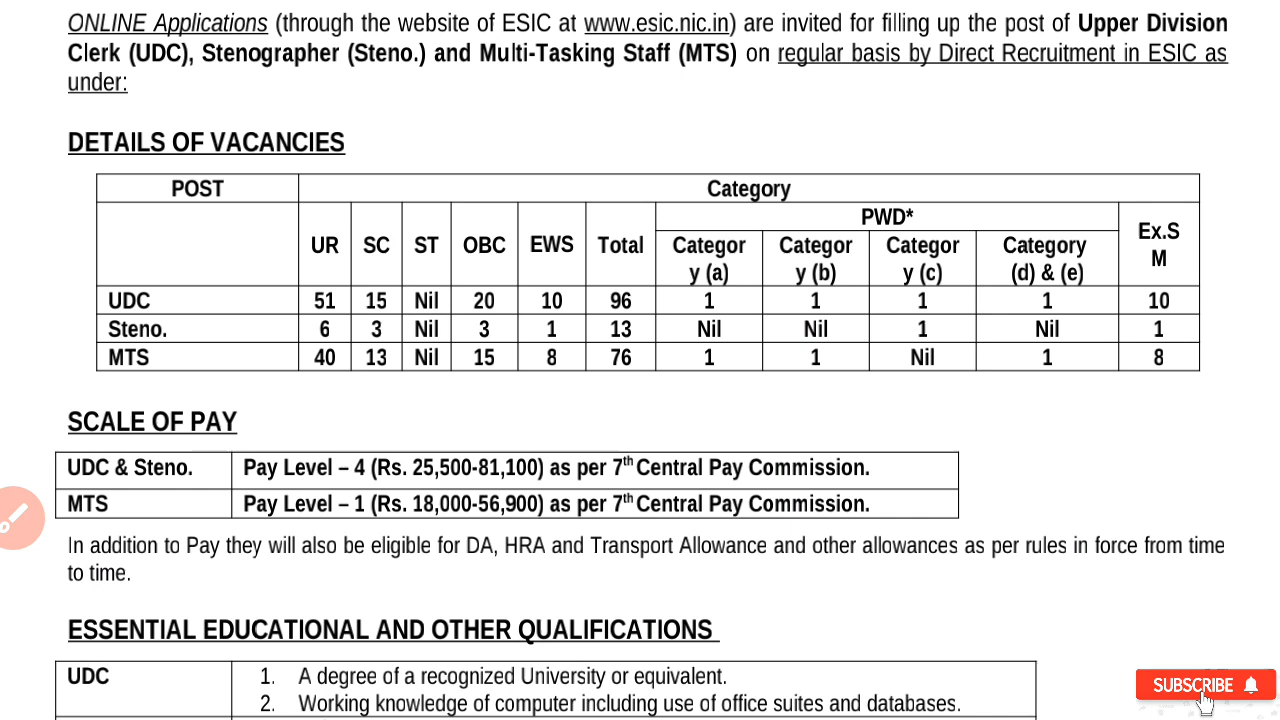 ONLINE Applications (through the website of ESIC at www.esic.nic.in) are invited for filling up the post of Upper Division
Clerk (UDC), Stenographer (Steno.) and Multi-Tasking Staff (MTS) on regular basis by Direct Recruitment in ESIC as
under:
DETAILS OF VACANCIES
POST Category
PWD*
UR SC ST OBC EWS Total Ex.S
M
Categor Categor Categor Category
y (a) y (b) y (c) (d) & (e)
UDC 51 15 Nil 20 10 96 1 1 1 1 10
Steno. 6 3 Nil 3 1 13 Nil Nil 1 Nil 1
MTS 40 13 Nil 15 8 76 1 1 Nil 1 8
SCALE OF PAY
UDC & Steno. Pay Level – 4 (Rs. 25,500-81,100) as per 7th Central Pay Commission.
MTS Pay Level – 1 (Rs. 18,000-56,900) as per 7th Central Pay Commission.
In addition to Pay they will also be eligible for DA, HRA and Transport Allowance and other allowances as per rules in force from time
to time.
ESSENTIAL EDUCATIONAL AND OTHER QUALIFICATIONS
UDC 1. A degree of a recognized University or equivalent.
2. Working knowledge of computer including use of office suites and databases.
SUBSCRIBE